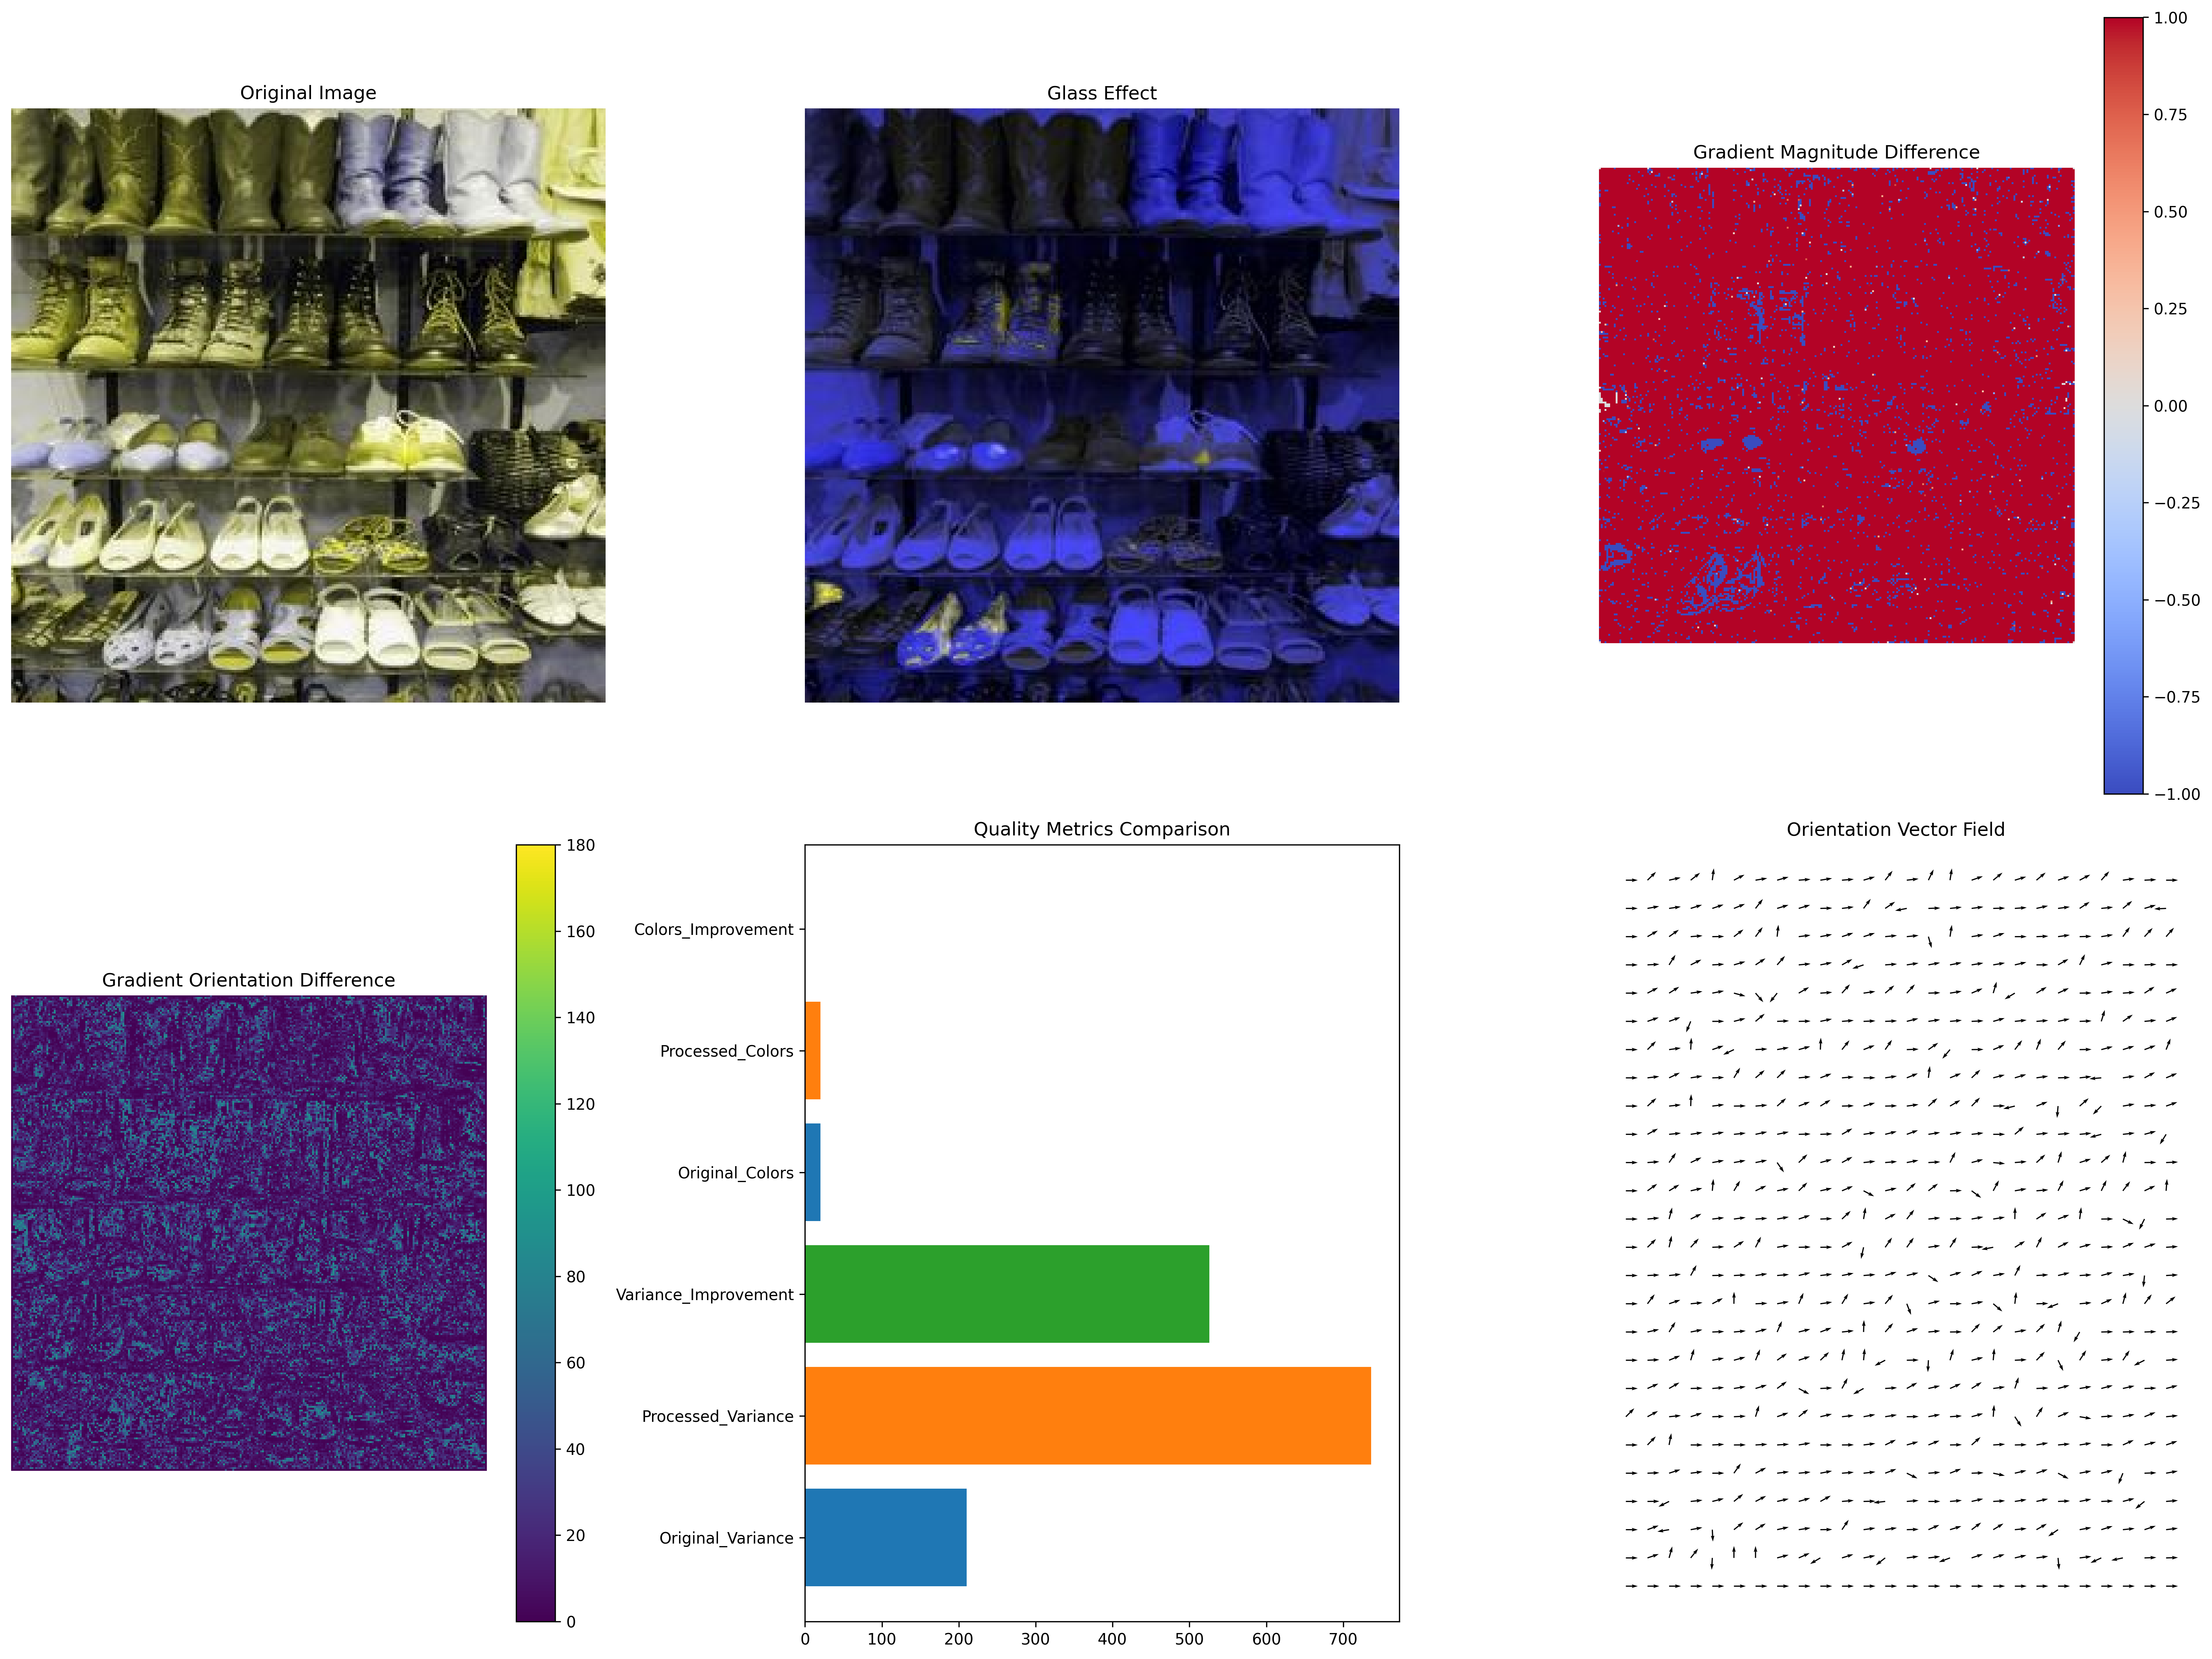 Original Image
Glass Effect
Gradient Magnitude Difference
1.00
0.75
0.50
0.25
0.00
−0.25
−0.50
−0.75
−1.00
Gradient Orientation Difference
180
160
140
120
100
80
60
40
20
0
Quality Metrics Comparison
Colors_Improvement
Processed_Colors
Original_Colors
Variance_Improvement
Processed_Variance
Original_Variance
0 100 200 300 400 500 600 700
Orientation Vector Field